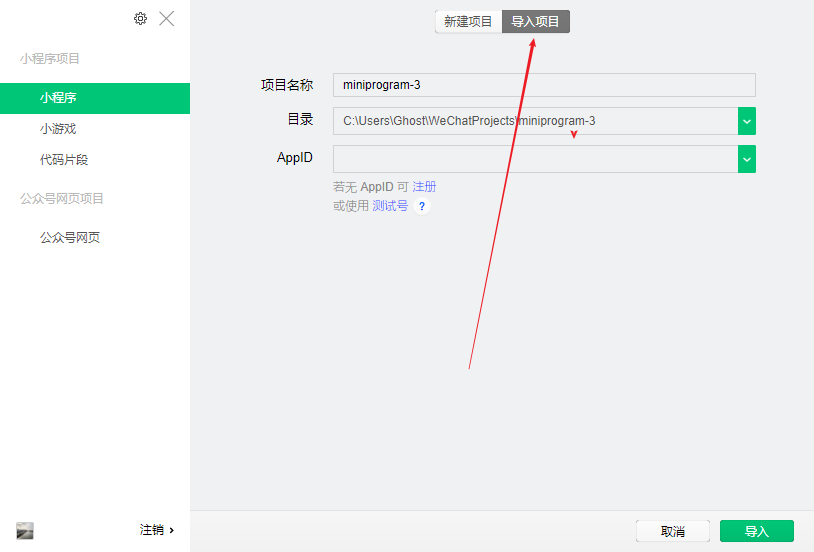 小程序项目
小程序
小游戏
代码片段
公众号网页项目
公众号网页
注销
新建项目 导入项目
项目名称 miniprogram-3
目录 C:\Users\Ghost\WeChatProjects\miniprogram-3
AppID
若无 AppID 可 注册
或使用 测试号 ?
取消 导入